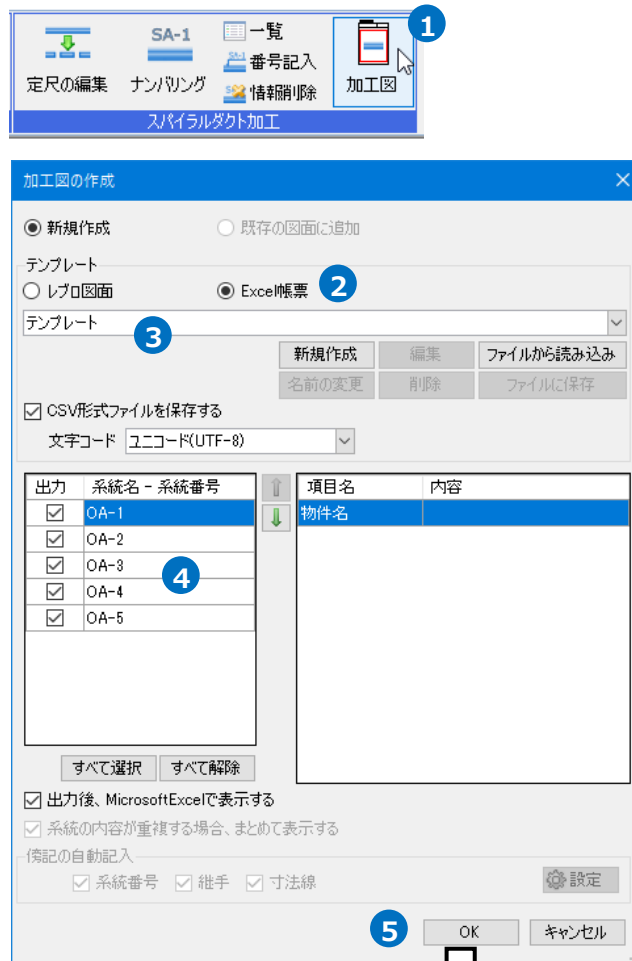 1
SA-1
一覧
番号記入
情報削除
定尺の編集 ナンバリング 加工図
スパイラルダクト加工
加工図の作成
新規作成 既存の図面に追加
テンプレート
レブロ図面 Excel帳票 2
テンプレート 3
新規作成 編集 ファイルから読み込み
名前の変更 削除 ファイルに保存
CSV形式ファイルを保存する
文字コード ユニコード(UTF-8)
出力 系統名 - 系統番号 項目名 内容
OA-1 物件名
OA-2
OA-3
4
OA-4
OA-5
すべて選択 すべて解除
出力後、MicrosoftExcelで表示する
系統の内容が重複する場合、まとめて表示する
傍記の自動記入
系統番号 継手 寸法線 設定
5 OK キャンセル